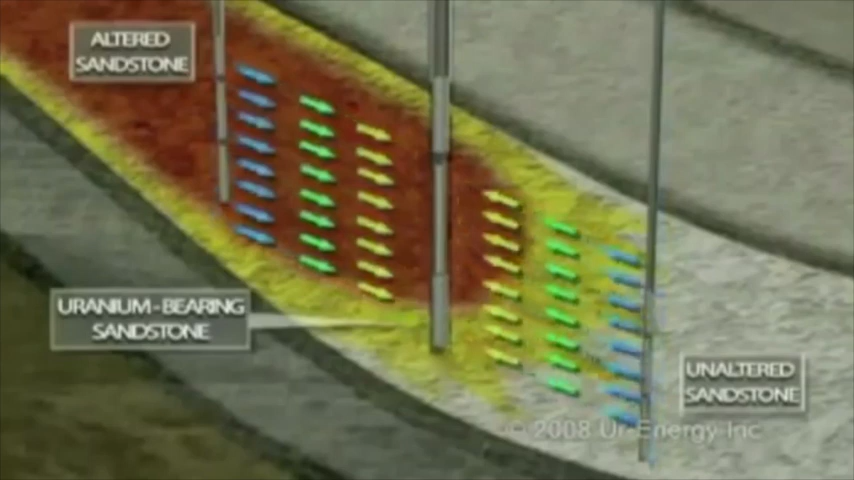 ALTERED
SANDSTONE
URANIUM-BEARING
SANDSTONE
UNALTERED
SANDSTONE
© 2008 Ur-Energy Inc